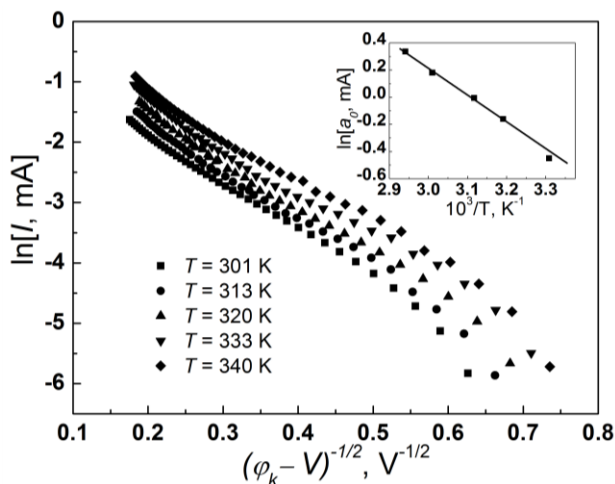 0
-1
-2
-3
-4
-5
-6
ln[I, mA]
0.1 0.2 0.3 0.4 0.5 0.6 0.7 0.8
(φₖ – V)^-1/2, V^-1/2
T = 301 K
T = 313 K
T = 320 K
T = 333 K
T = 340 K
0.4
0.2
0.0
-0.2
-0.4
-0.6
ln[a₀, mA]
2.9 3.0 3.1 3.2 3.3
10³/T, K⁻¹